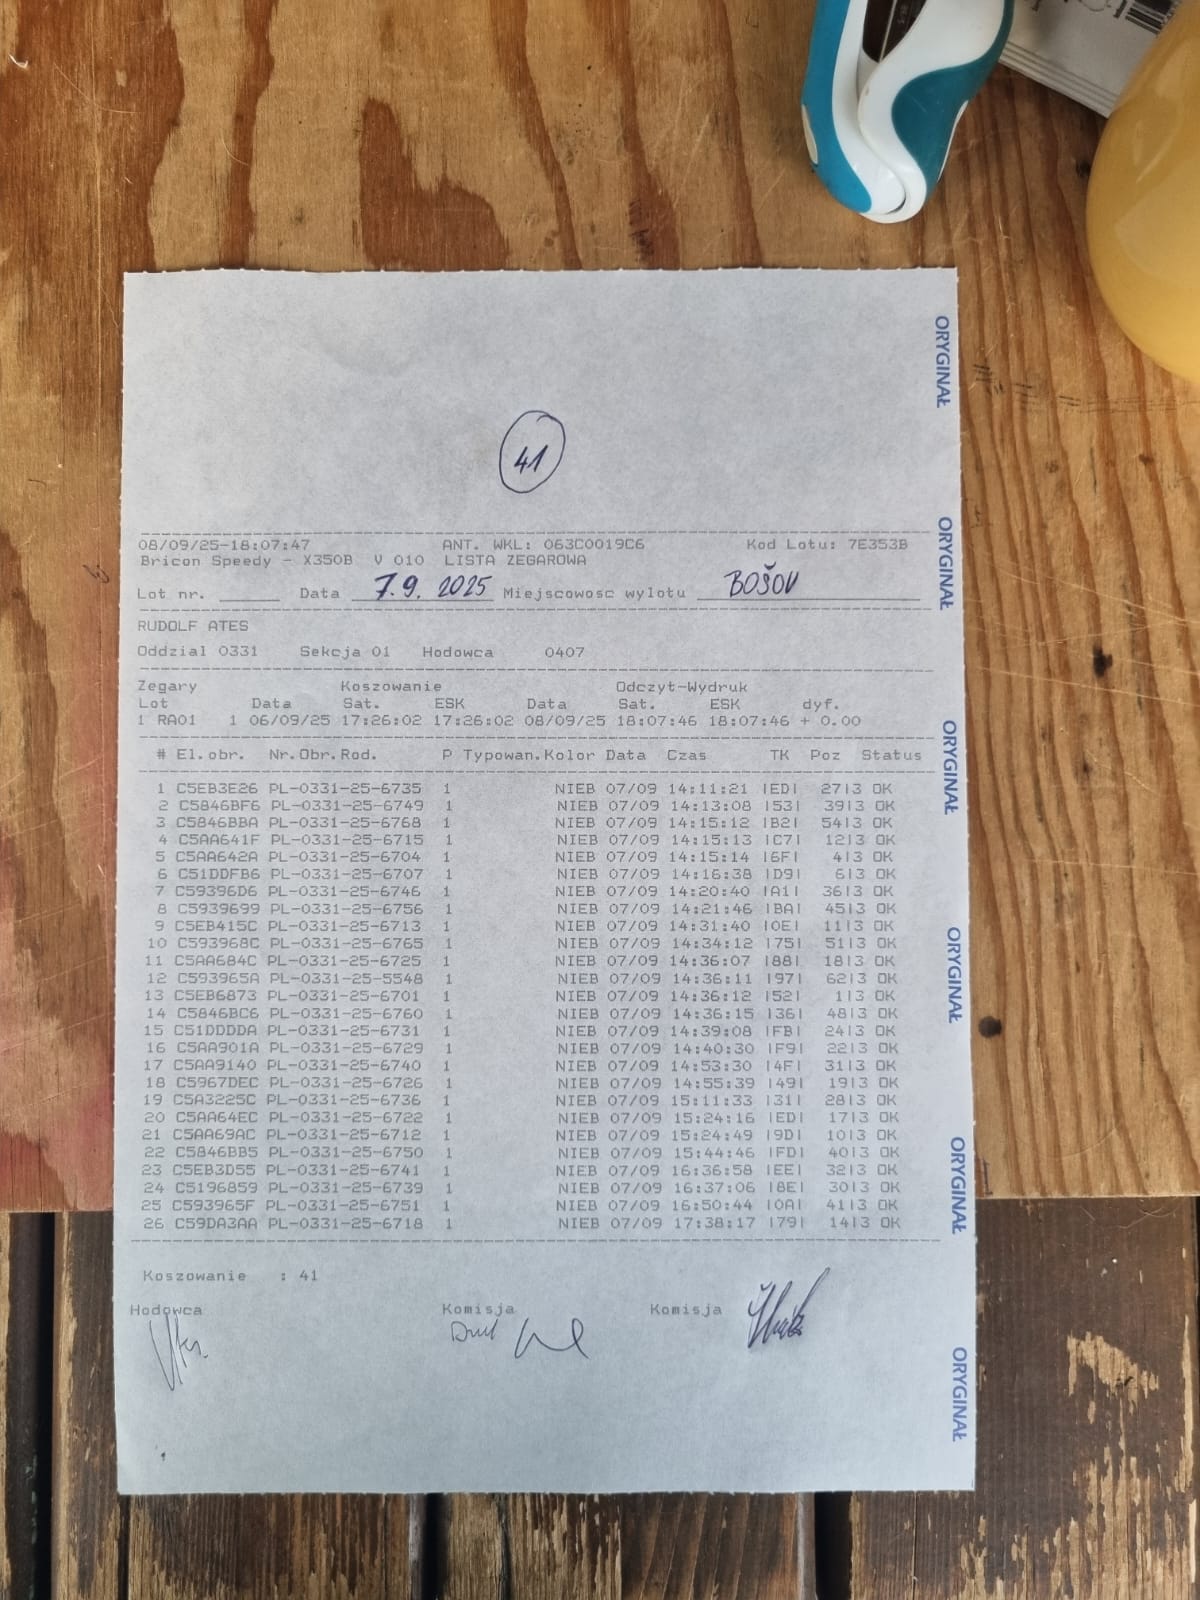 41
08/09/25-18:07:47 ANT. WKL: 063C0019C6 Kod Lotu: 7E353B
Bricon Speedy - X350B V 010 LISTA ZEGAROWA
Lot nr. Data 7.9. 2025 Miejscowosc wylotu BOŠOV
RUDOLF ATES
Oddzial 0331 Sekcja 01 Hodowca 0407
Zegary Koszowanie Odczyt-Wydruk
Lot Data Sat. ESK Data Sat. ESK dyf.
1 RA01 1 06/09/25 17:26:02 17:26:02 08/09/25 18:07:46 18:07:46 + 0.00
# El.obr. Nr.Obr.Rod. P Typowan. Kolor Data Czas TK Poz Status
1 C5EB3E26 PL-0331-25-6735 1 NIEB 07/09 14:11:21 |ED| 27|3 OK
2 C5846BF6 PL-0331-25-6749 1 NIEB 07/09 14:13:08 |53| 39|3 OK
3 C5846BBA PL-0331-25-6768 1 NIEB 07/09 14:15:12 |B2| 54|3 OK
4 C5AA641F PL-0331-25-6715 1 NIEB 07/09 14:15:13 |C7| 12|3 OK
5 C5AA642A PL-0331-25-6704 1 NIEB 07/09 14:15:14 |6F| 4|3 OK
6 C51DDFB6 PL-0331-25-6707 1 NIEB 07/09 14:16:38 |D9| 6|3 OK
7 C59396D6 PL-0331-25-6746 1 NIEB 07/09 14:20:40 |A1| 36|3 OK
8 C5939699 PL-0331-25-6756 1 NIEB 07/09 14:21:46 |BA| 45|3 OK
9 C5EB415C PL-0331-25-6713 1 NIEB 07/09 14:31:40 |0E| 11|3 OK
10 C593968C PL-0331-25-6765 1 NIEB 07/09 14:34:12 |75| 51|3 OK
11 C5AA684C PL-0331-25-6725 1 NIEB 07/09 14:36:07 |88| 18|3 OK
12 C593965A PL-0331-25-5548 1 NIEB 07/09 14:36:11 |97| 62|3 OK
13 C5EB6873 PL-0331-25-6701 1 NIEB 07/09 14:36:12 |52| 1|3 OK
14 C5846BC6 PL-0331-25-6760 1 NIEB 07/09 14:36:15 |36| 48|3 OK
15 C51DDDDA PL-0331-25-6731 1 NIEB 07/09 14:39:08 |FB| 24|3 OK
16 C5AA901A PL-0331-25-6729 1 NIEB 07/09 14:40:30 |F9| 22|3 OK
17 C5AA9140 PL-0331-25-6740 1 NIEB 07/09 14:53:30 |4F| 31|3 OK
18 C5967DEC PL-0331-25-6726 1 NIEB 07/09 14:55:39 |49| 19|3 OK
19 C5A3225C PL-0331-25-6736 1 NIEB 07/09 15:11:33 |31| 28|3 OK
20 C5AA64EC PL-0331-25-6722 1 NIEB 07/09 15:24:16 |ED| 17|3 OK
21 C5AA69AC PL-0331-25-6712 1 NIEB 07/09 15:24:49 |9D| 10|3 OK
22 C5846BB5 PL-0331-25-6750 1 NIEB 07/09 15:44:46 |FD| 40|3 OK
23 C5EB3D55 PL-0331-25-6741 1 NIEB 07/09 16:36:58 |EE| 32|3 OK
24 C5196859 PL-0331-25-6739 1 NIEB 07/09 16:37:06 |8E| 30|3 OK
25 C593965F PL-0331-25-6751 1 NIEB 07/09 16:50:44 |0A| 41|3 OK
26 C59DA3AA PL-0331-25-6718 1 NIEB 07/09 17:38:17 |79| 14|3 OK
Koszowanie : 41
Hodowca Komisja Komisja
ORYGINAŁ
ORYGINAŁ
ORYGINAŁ
ORYGINAŁ
ORYGINAŁ
ORYGINAŁ